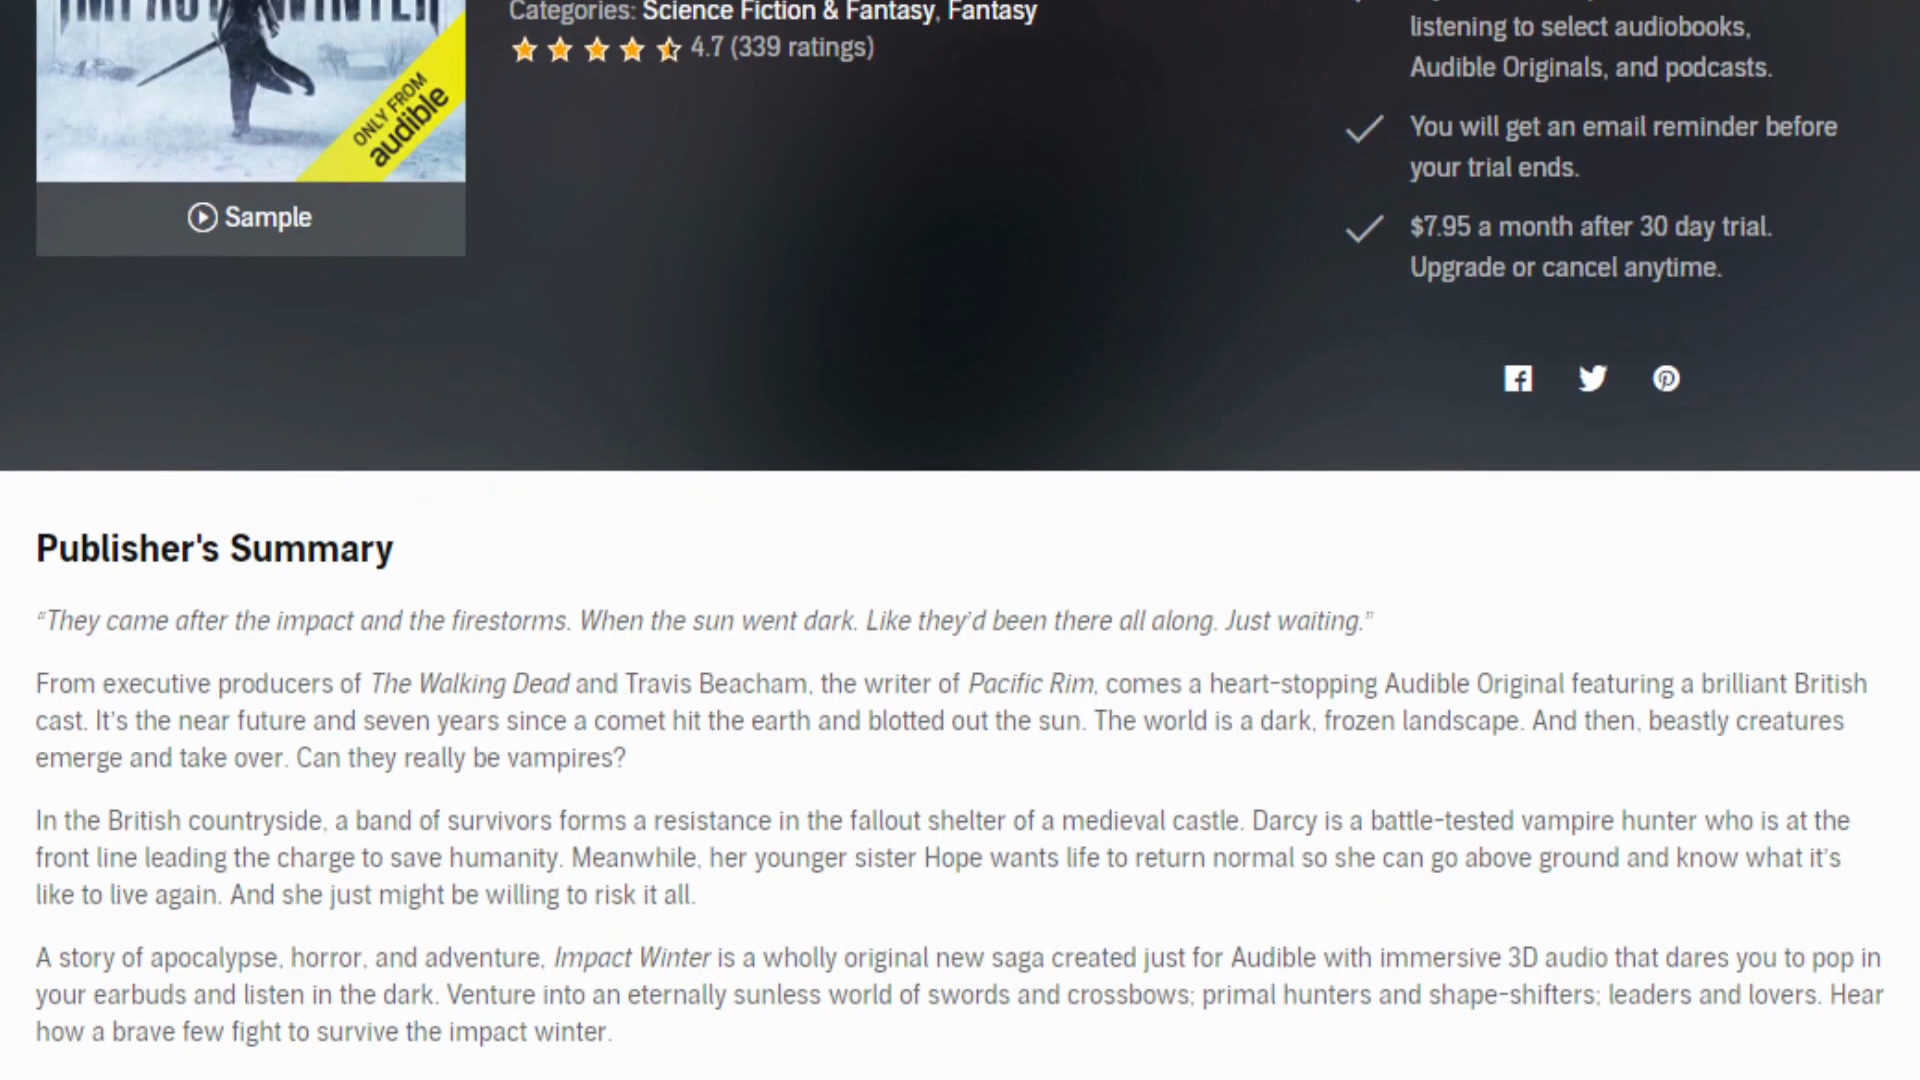 IMPACT WINTER
ONLY FROM
audible
Sample
Categories: Science Fiction & Fantasy, Fantasy
4.7 (339 ratings)
listening to select audiobooks,
Audible Originals, and podcasts.
You will get an email reminder before
your trial ends.
$7.95 a month after 30 day trial.
Upgrade or cancel anytime.
Publisher's Summary
“They came after the impact and the firestorms. When the sun went dark. Like they’d been there all along. Just waiting.”
From executive producers of The Walking Dead and Travis Beacham, the writer of Pacific Rim, comes a heart-stopping Audible Original featuring a brilliant British
cast. It’s the near future and seven years since a comet hit the earth and blotted out the sun. The world is a dark, frozen landscape. And then, beastly creatures
emerge and take over. Can they really be vampires?
In the British countryside, a band of survivors forms a resistance in the fallout shelter of a medieval castle. Darcy is a battle-tested vampire hunter who is at the
front line leading the charge to save humanity. Meanwhile, her younger sister Hope wants life to return normal so she can go above ground and know what it’s
like to live again. And she just might be willing to risk it all.
A story of apocalypse, horror, and adventure, Impact Winter is a wholly original new saga created just for Audible with immersive 3D audio that dares you to pop in
your earbuds and listen in the dark. Venture into an eternally sunless world of swords and crossbows; primal hunters and shape-shifters; leaders and lovers. Hear
how a brave few fight to survive the impact winter.